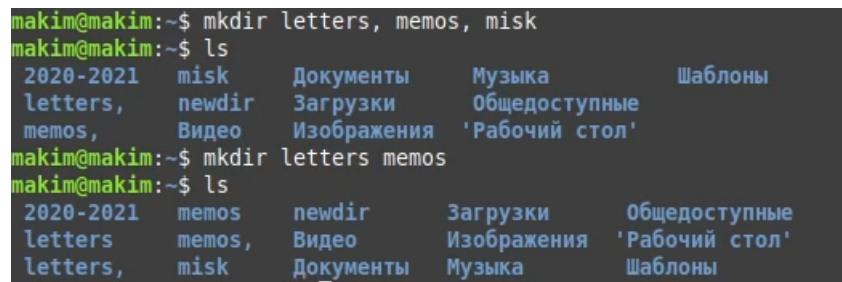 makim@makim:~$ mkdir letters, memos, misk
makim@makim:~$ ls
2020-2021 misk Документы Музыка Шаблоны
letters, newdir Загрузки Общедоступные
memos, Видео Изображения 'Рабочий стол'
makim@makim:~$ mkdir letters memos
makim@makim:~$ ls
2020-2021 memos newdir Загрузки Общедоступные
letters memos, Видео Изображения 'Рабочий стол'
letters, misk Документы Музыка Шаблоны